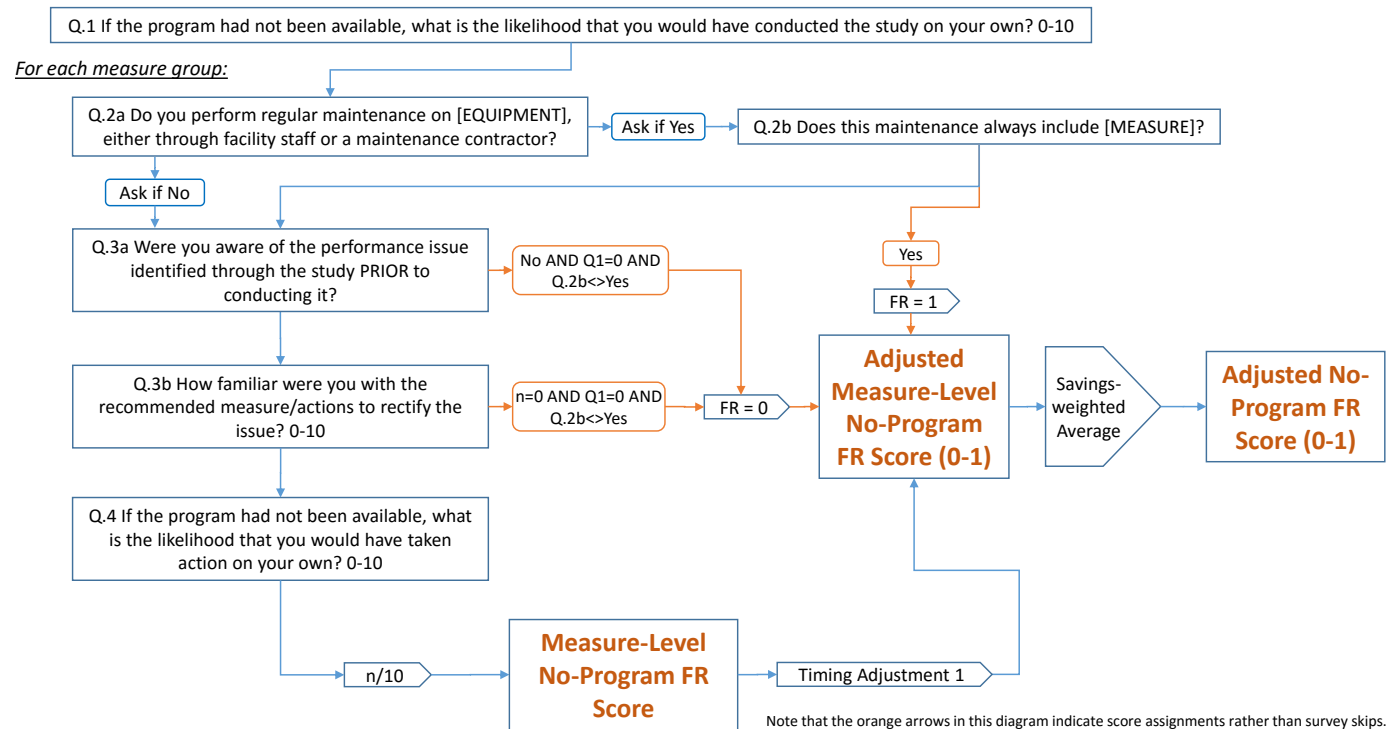 Q.1 If the program had not been available, what is the likelihood that you would have conducted the study on your own? 0-10
For each measure group:
Q.2a Do you perform regular maintenance on [EQUIPMENT],
either through facility staff or a maintenance contractor?
Ask if Yes
Q.2b Does this maintenance always include [MEASURE]?
Ask if No
Q.3a Were you aware of the performance issue
identified through the study PRIOR to
conducting it?
No AND Q1=0 AND
Q.2b<>Yes
Yes
FR = 1
Q.3b How familiar were you with the
recommended measure/actions to rectify the
issue? 0-10
n=0 AND Q1=0 AND
Q.2b<>Yes
FR = 0
Adjusted
Measure-Level
No-Program
FR Score (0-1)
Savings-
weighted
Average
Adjusted No-
Program FR
Score (0-1)
Q.4 If the program had not been available, what
is the likelihood that you would have taken
action on your own? 0-10
n/10
Measure-Level
No-Program FR
Score
Timing Adjustment 1
Note that the orange arrows in this diagram indicate score assignments rather than survey skips.